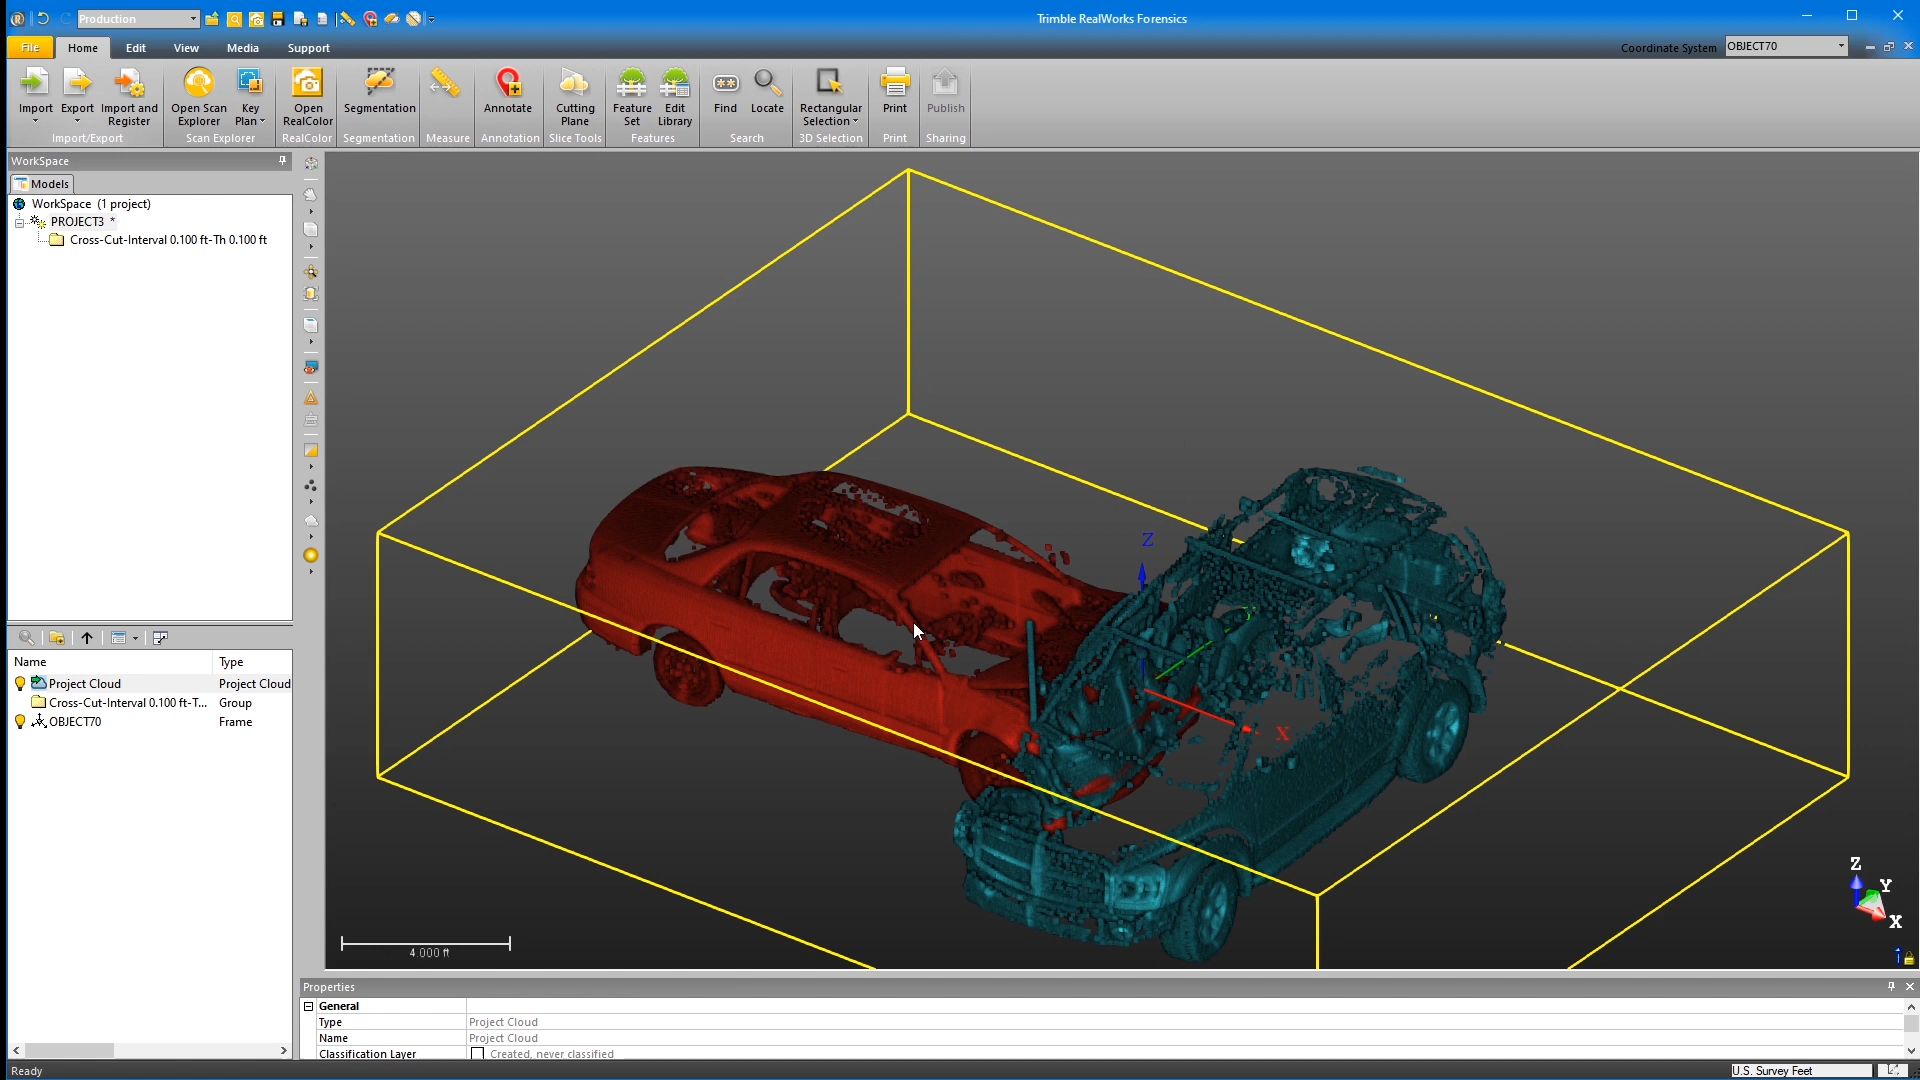 Production
Trimble RealWorks Forensics
File Home Edit View Media Support
Coordinate System OBJECT70
Import Export Import and Register
Import/Export
Open Scan Explorer Key Plan
Scan Explorer
Open RealColor
RealColor
Segmentation
Segmentation
Measure
Annotate
Annotation
Cutting Plane
Slice Tools
Feature Set Edit Library
Features
Find Locate
Search
Rectangular Selection
3D Selection
Print
Print
Publish
Sharing
WorkSpace
Models
WorkSpace (1 project)
PROJECT3 *
Cross-Cut-Interval 0.100 ft-Th 0.100 ft
Name Type
Project Cloud Project Cloud
Cross-Cut-Interval 0.100 ft-T... Group
OBJECT70 Frame
Z
Y
X
4.000 ft
Z
Y
X
Properties
General
Type Project Cloud
Name Project Cloud
Classification Layer Created, never classified
Ready
U.S. Survey Feet